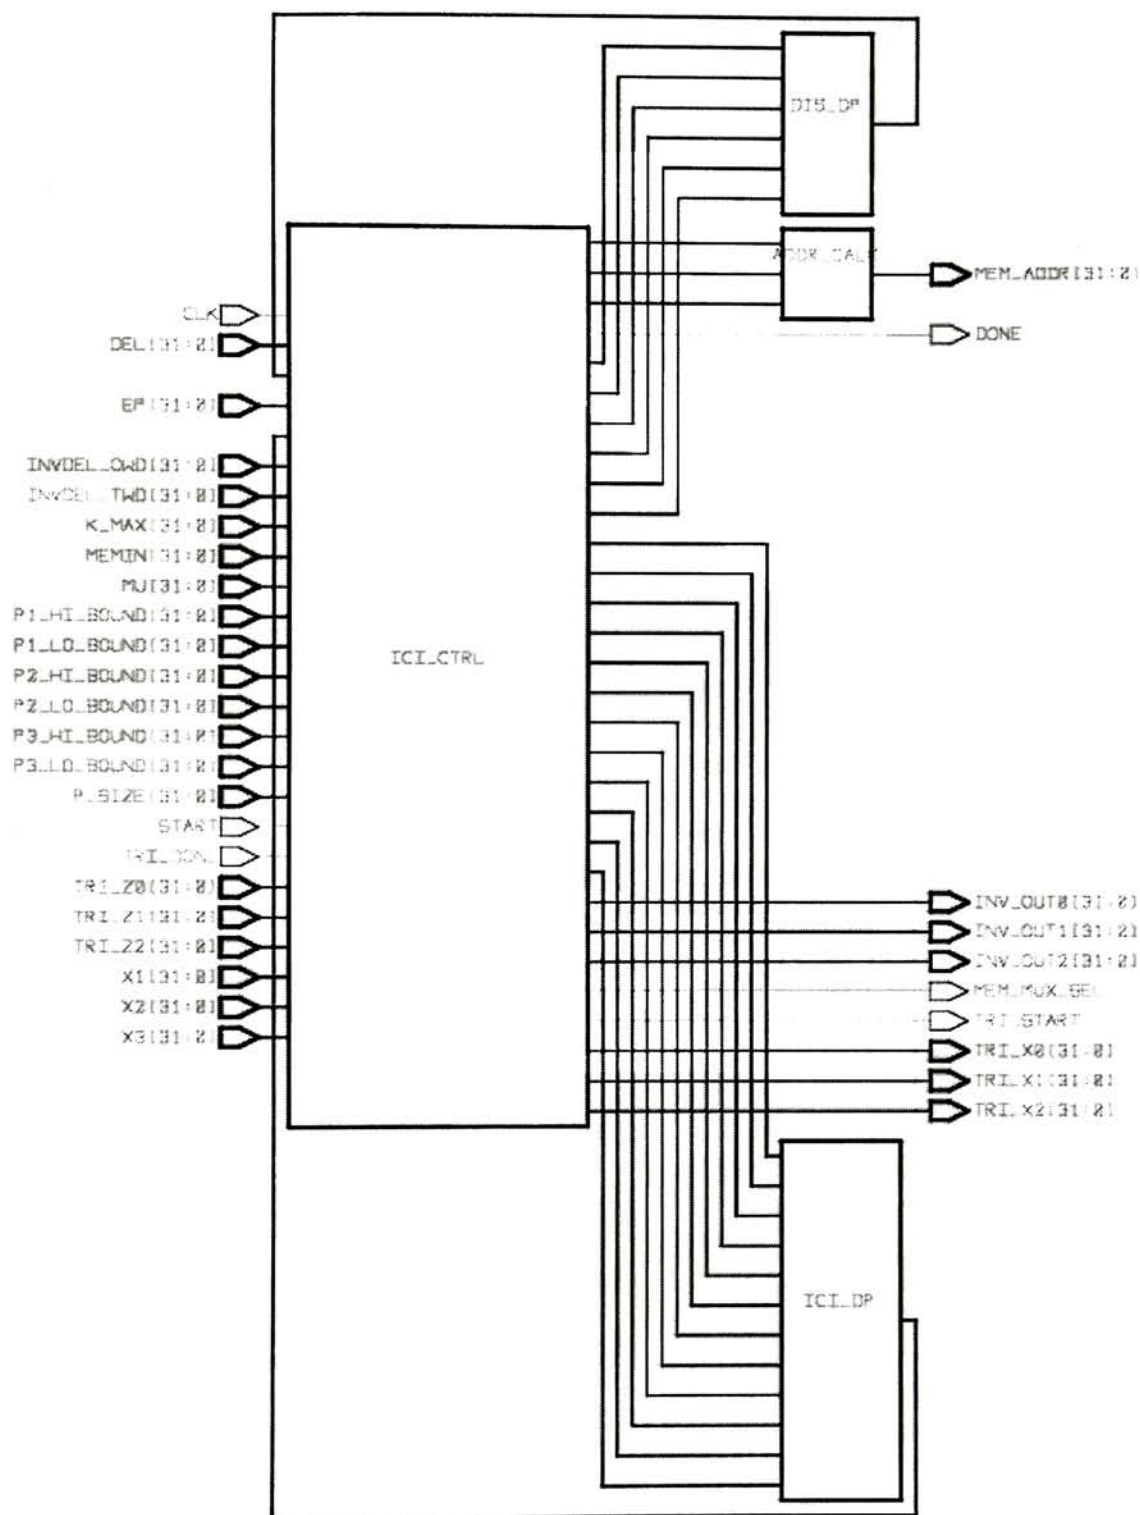 DIS_DP
ADDR_CALC
MEM_ADDR[31:0]
CLK
DONE
DEL[31:0]
EP[31:0]
INVDEL_OWD[31:0]
INVDEL_TWD[31:0]
K_MAX[31:0]
MEMIN[31:0]
MU[31:0]
P1_HI_BOUND[31:0]
P1_LO_BOUND[31:0]
ICI_CTRL
P2_HI_BOUND[31:0]
P2_LO_BOUND[31:0]
P3_HI_BOUND[31:0]
P3_LO_BOUND[31:0]
P_SIZE[31:0]
START
TRI_DONE
TRI_Z0[31:0]
TRI_Z1[31:0]
TRI_Z2[31:0]
X1[31:0]
X2[31:0]
X3[31:0]
INV_OUT0[31:0]
INV_OUT1[31:0]
INV_OUT2[31:0]
MEM_MUX_SEL
TRI_START
TRI_X0[31:0]
TRI_X1[31:0]
TRI_X2[31:0]
ICI_DP